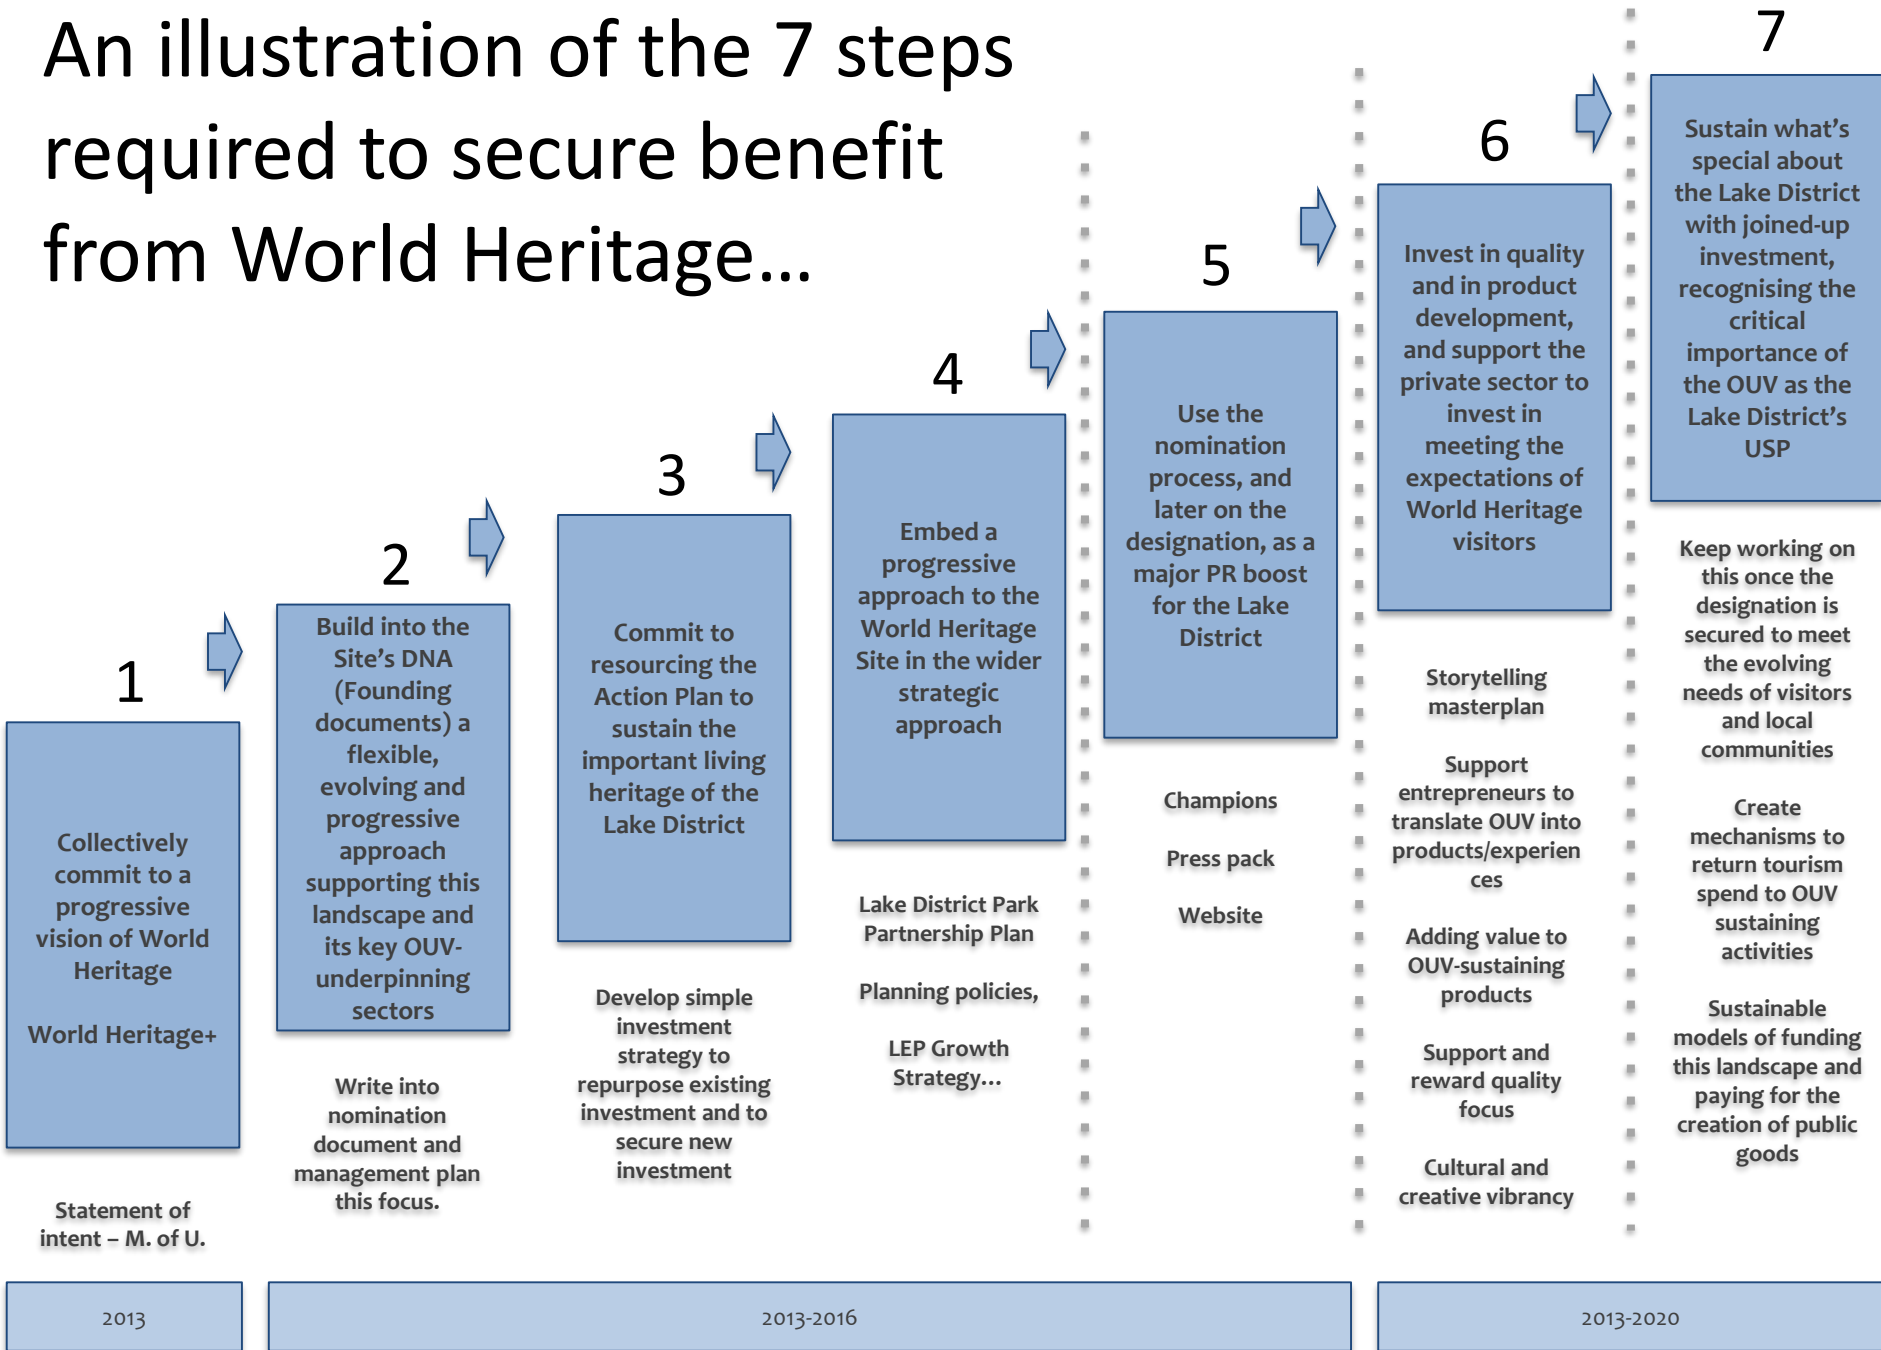 An illustration of the 7 steps
required to secure benefit
from World Heritage...
1
Collectively
commit to a
progressive
vision of World
Heritage
World Heritage+
Statement of
intent – M. of U.
2
Build into the
Site's DNA
(Founding
documents) a
flexible,
evolving and
progressive
approach
supporting this
landscape and
its key OUV-
underpinning
sectors
Write into
nomination
document and
management plan
this focus.
3
Commit to
resourcing the
Action Plan to
sustain the
important living
heritage of the
Lake District
Develop simple
investment
strategy to
repurpose existing
investment and to
secure new
investment
4
Embed a
progressive
approach to the
World Heritage
Site in the wider
strategic
approach
Lake District Park
Partnership Plan
Planning policies,
LEP Growth
Strategy...
5
Use the
nomination
process, and
later on the
designation, as a
major PR boost
for the Lake
District
Champions
Press pack
Website
6
Invest in quality
and in product
development,
and support the
private sector to
invest in
meeting the
expectations of
World Heritage
visitors
Storytelling
masterplan
Support
entrepreneurs to
translate OUV into
products/experien
ces
Adding value to
OUV-sustaining
products
Support and
reward quality
focus
Cultural and
creative vibrancy
7
Sustain what's
special about
the Lake District
with joined-up
investment,
recognising the
critical
importance of
the OUV as the
Lake District's
USP
Keep working on
this once the
designation is
secured to meet
the evolving
needs of visitors
and local
communities
Create
mechanisms to
return tourism
spend to OUV
sustaining
activities
Sustainable
models of funding
this landscape and
paying for the
creation of public
goods
2013
2013-2016
2013-2020